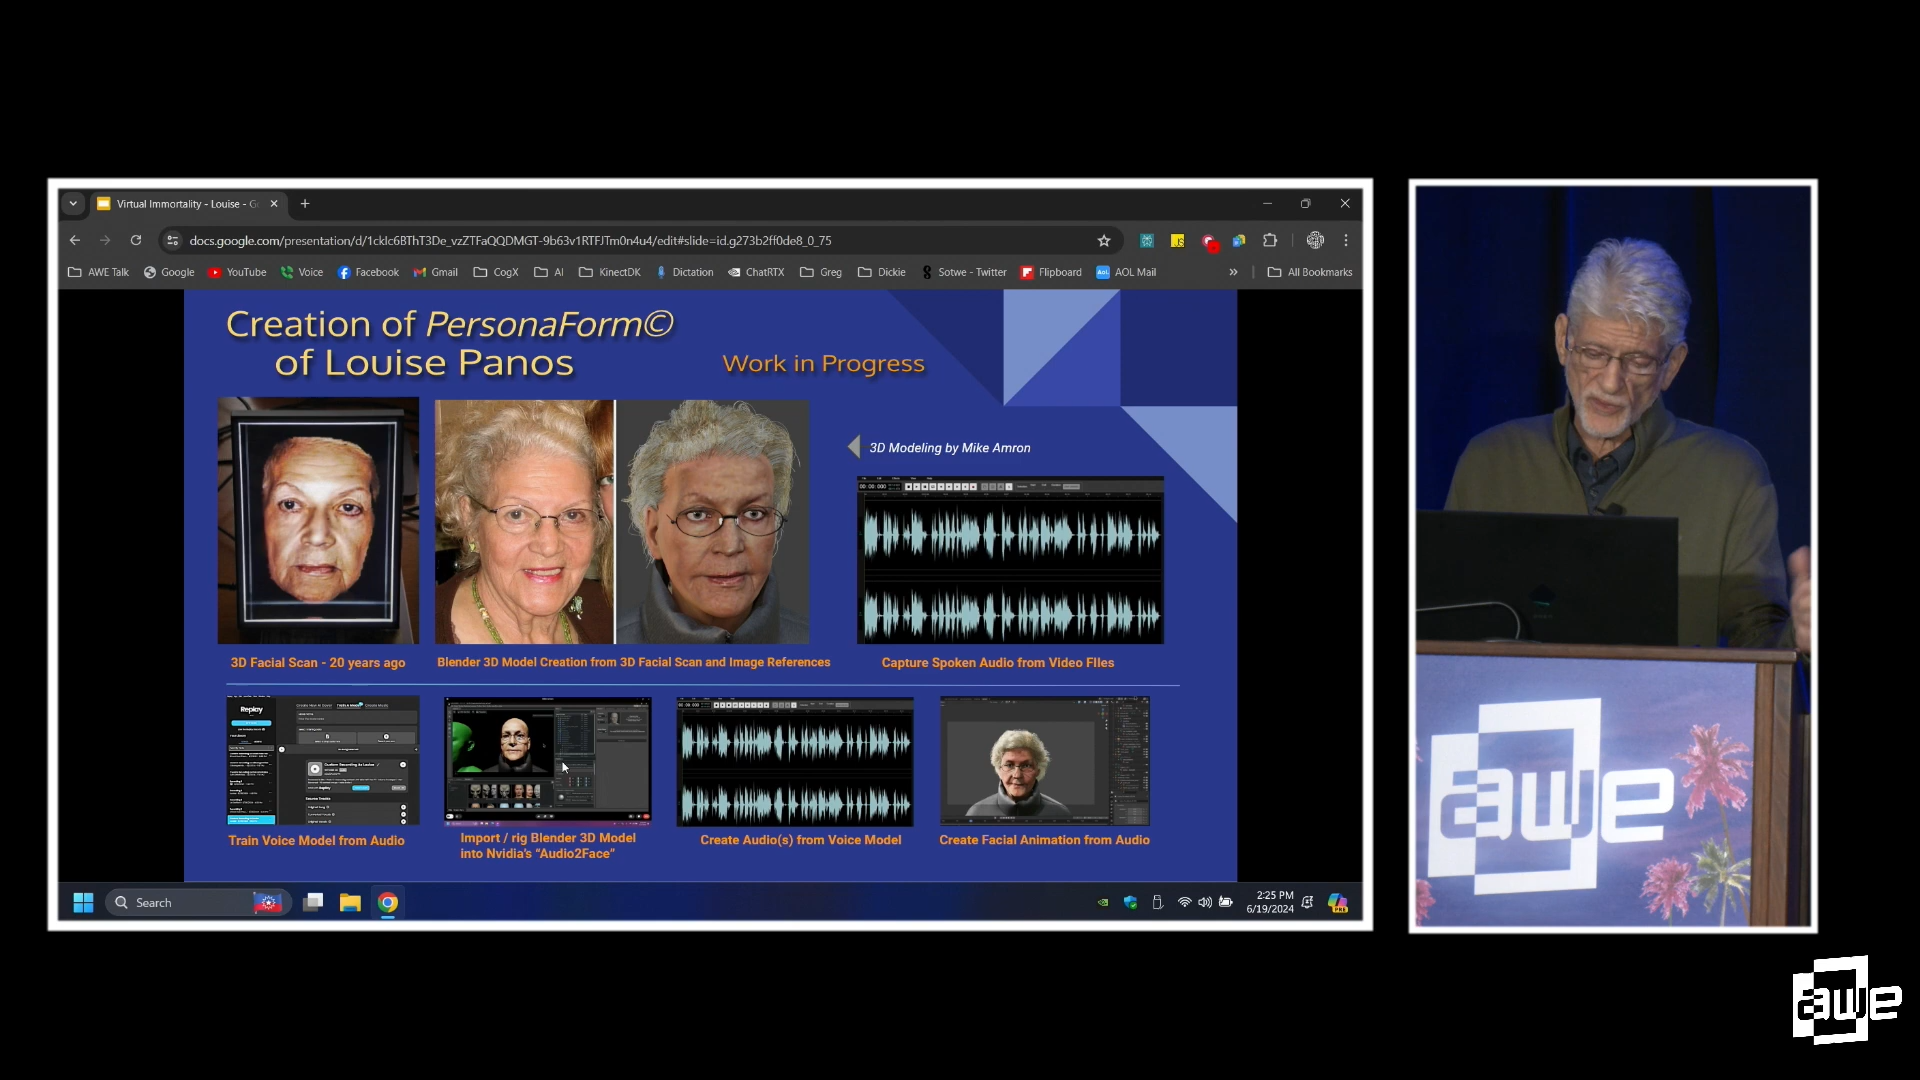 Virtual Immortality - Louise - G
docs.google.com/presentation/d/1cklc6BThT3De_vzZTFaQQDMGT-9b63v1RTFJTm0n4u4/edit#slide=id.g273b2ff0de8_0_75
AWE Talk
Google
YouTube
Voice
Facebook
Gmail
CogX
AI
KinectDK
Dictation
ChatRTX
Greg
Dickie
Sotwe - Twitter
Flipboard
AOL Mail
All Bookmarks
Creation of PersonaForm©
of Louise Panos
Work in Progress
3D Modeling by Mike Amron
3D Facial Scan - 20 years ago
Blender 3D Model Creation from 3D Facial Scan and Image References
Capture Spoken Audio from Video FIles
Replay
Train Voice Model from Audio
Import / rig Blender 3D Model
into Nvidia's "Audio2Face"
Create Audio(s) from Voice Model
Create Facial Animation from Audio
Search
2:25 PM
6/19/2024
awe
awe